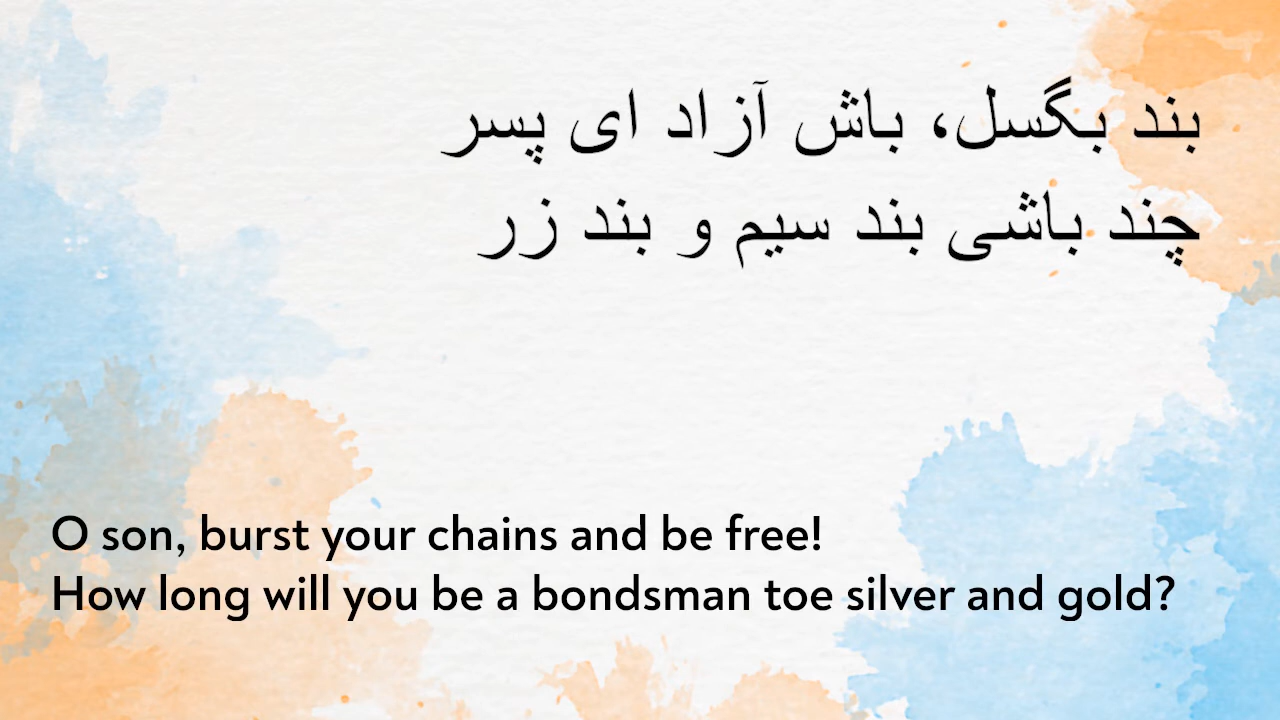 بند بگسل، باش آزاد ای پسر
چند باشی بند سیم و بند زر
O son, burst your chains and be free!
How long will you be a bondsman toe silver and gold?